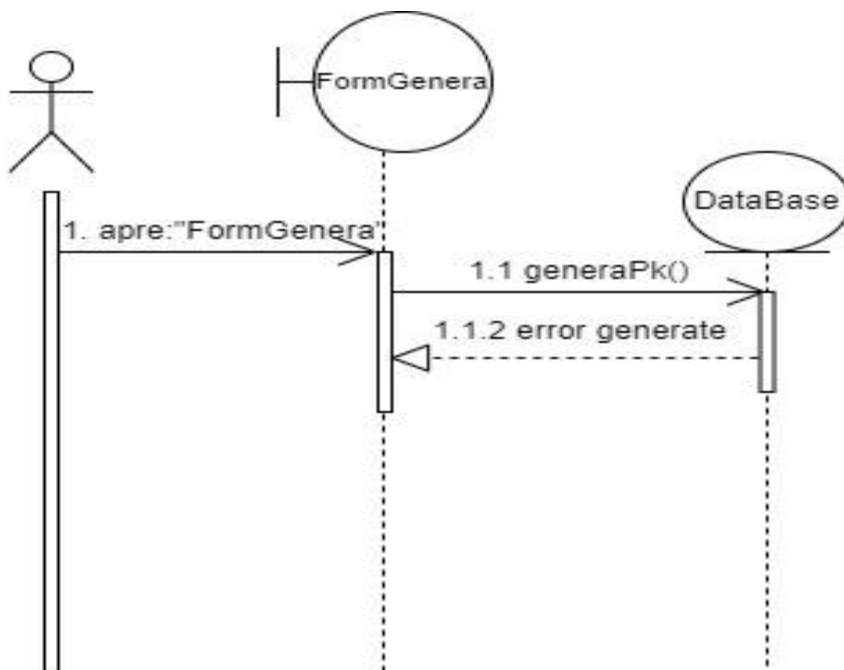 FormGenera
DataBase
1. apre:"FormGenera"
1.1 generaPk()
1.1.2 error generate